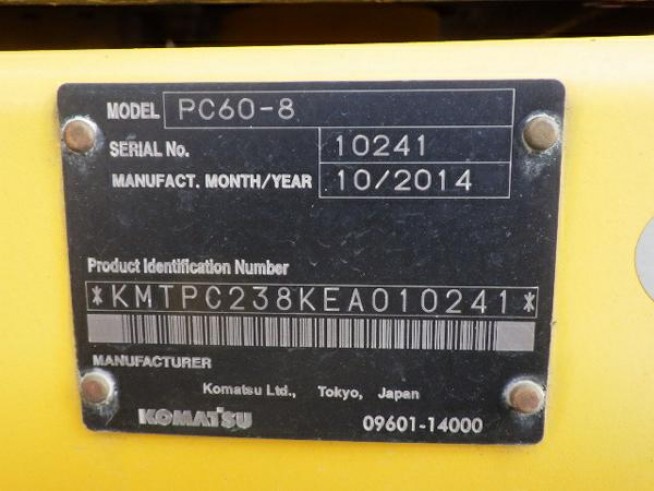 MODEL PC60-8
SERIAL No. 10241
MANUFACT. MONTH/YEAR 10/2014
Product Identification Number
*KMTPC238KEA010241*
MANUFACTURER
Komatsu Ltd., Tokyo, Japan
KOMATSU 09601-14000